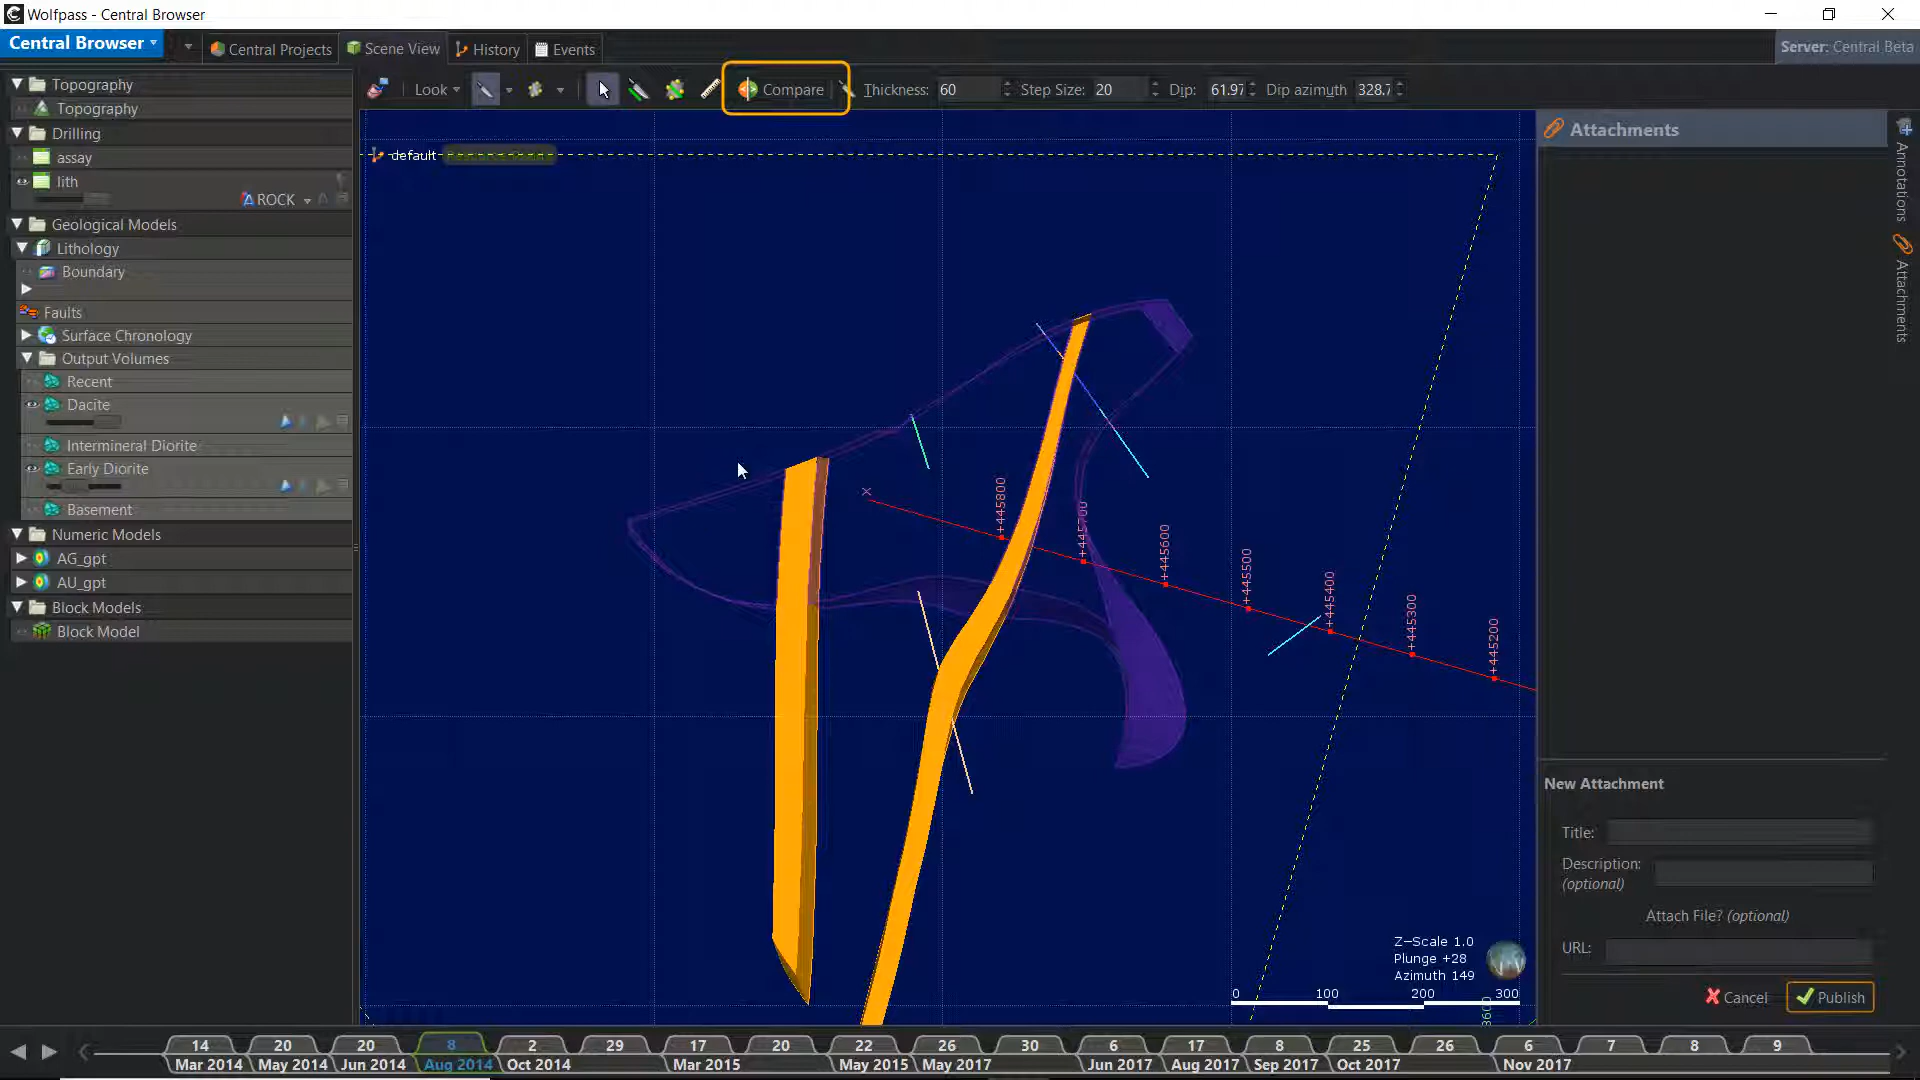 Wolfpass - Central Browser
Central Browser
Central Projects
Scene View
History
Events
Server: Central Beta
Look
Compare
Thickness: 60
Step Size: 20
Dip: 61.97
Dip azimuth 328.7
Topography
Topography
Drilling
assay
lith
ROCK
Geological Models
Lithology
Boundary
Faults
Surface Chronology
Output Volumes
Recent
Dacite
Intermineral Diorite
Early Diorite
Basement
Numeric Models
AG_gpt
AU_gpt
Block Models
Block Model
default
+445800
+445700
+445600
+445500
+445400
+445300
+445200
Z-Scale 1.0
Plunge +28
Azimuth 149
0 100 200 300
Attachments
Annotations
Attachments
New Attachment
Title:
Description:
(optional)
Attach File? (optional)
URL:
Cancel
Publish
14 20 20 8 2 29 17 20 22 26 30 6 17 8 25 26 6 7 8 9
Mar 2014 May 2014 Jun 2014 Aug 2014 Oct 2014 Mar 2015 May 2015 May 2017 Jun 2017 Aug 2017 Sep 2017 Oct 2017 Nov 2017